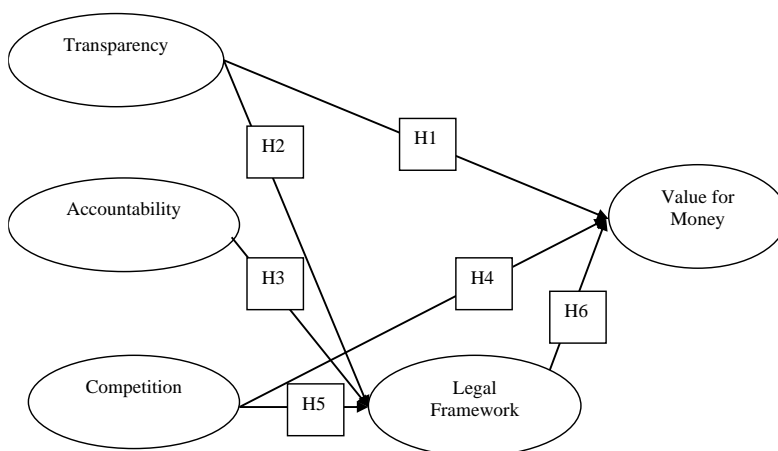 Transparency
H2
H1
Accountability
Value for
Money
H3
H4
H6
Competition
H5
Legal
Framework